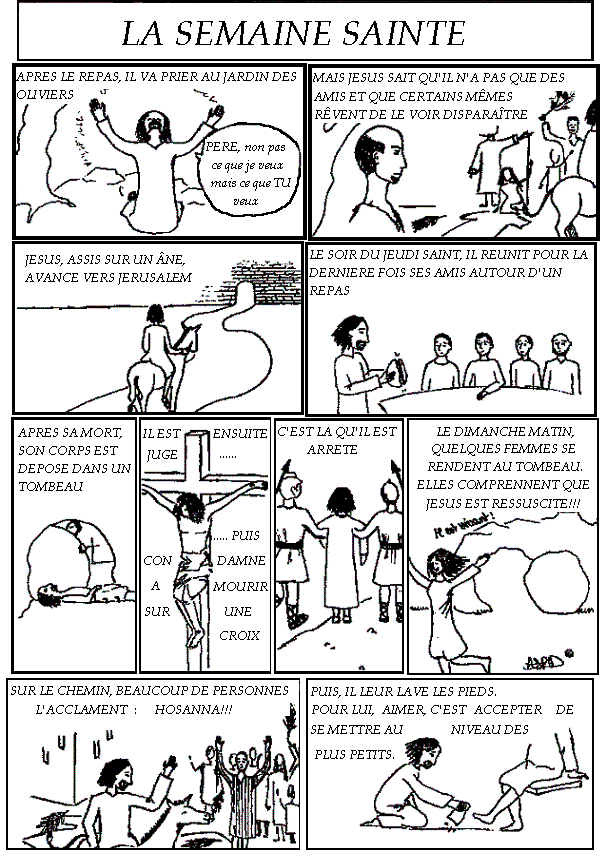 LA SEMAINE SAINTE
APRES LE REPAS, IL VA PRIER AU JARDIN DES
OLIVIERS
PERE, non pas
ce que je veux
mais ce que TU
veux
MAIS JESUS SAIT QU'IL N'A PAS QUE DES
AMIS ET QUE CERTAINS MÊMES
RÊVENT DE LE VOIR DISPARAÎTRE
JESUS, ASSIS SUR UN ÂNE,
AVANCE VERS JERUSALEM
LE SOIR DU JEUDI SAINT, IL REUNIT POUR LA
DERNIERE FOIS SES AMIS AUTOUR D'UN
REPAS
APRES SA MORT,
SON CORPS EST
DEPOSE DANS UN
TOMBEAU
IL EST ENSUITE
JUGE ......
...... PUIS
CON DAMNE
A MOURIR
SUR UNE
CROIX
C'EST LA QU'IL EST
ARRETE
LE DIMANCHE MATIN,
QUELQUES FEMMES SE
RENDENT AU TOMBEAU.
ELLES COMPRENNENT QUE
JESUS EST RESSUSCITE!!!
Il est vivant!
SUR LE CHEMIN, BEAUCOUP DE PERSONNES
L'ACCLAMENT : HOSANNA!!!
PUIS, IL LEUR LAVE LES PIEDS.
POUR LUI, AIMER, C'EST ACCEPTER DE
SE METTRE AU NIVEAU DES
PLUS PETITS.